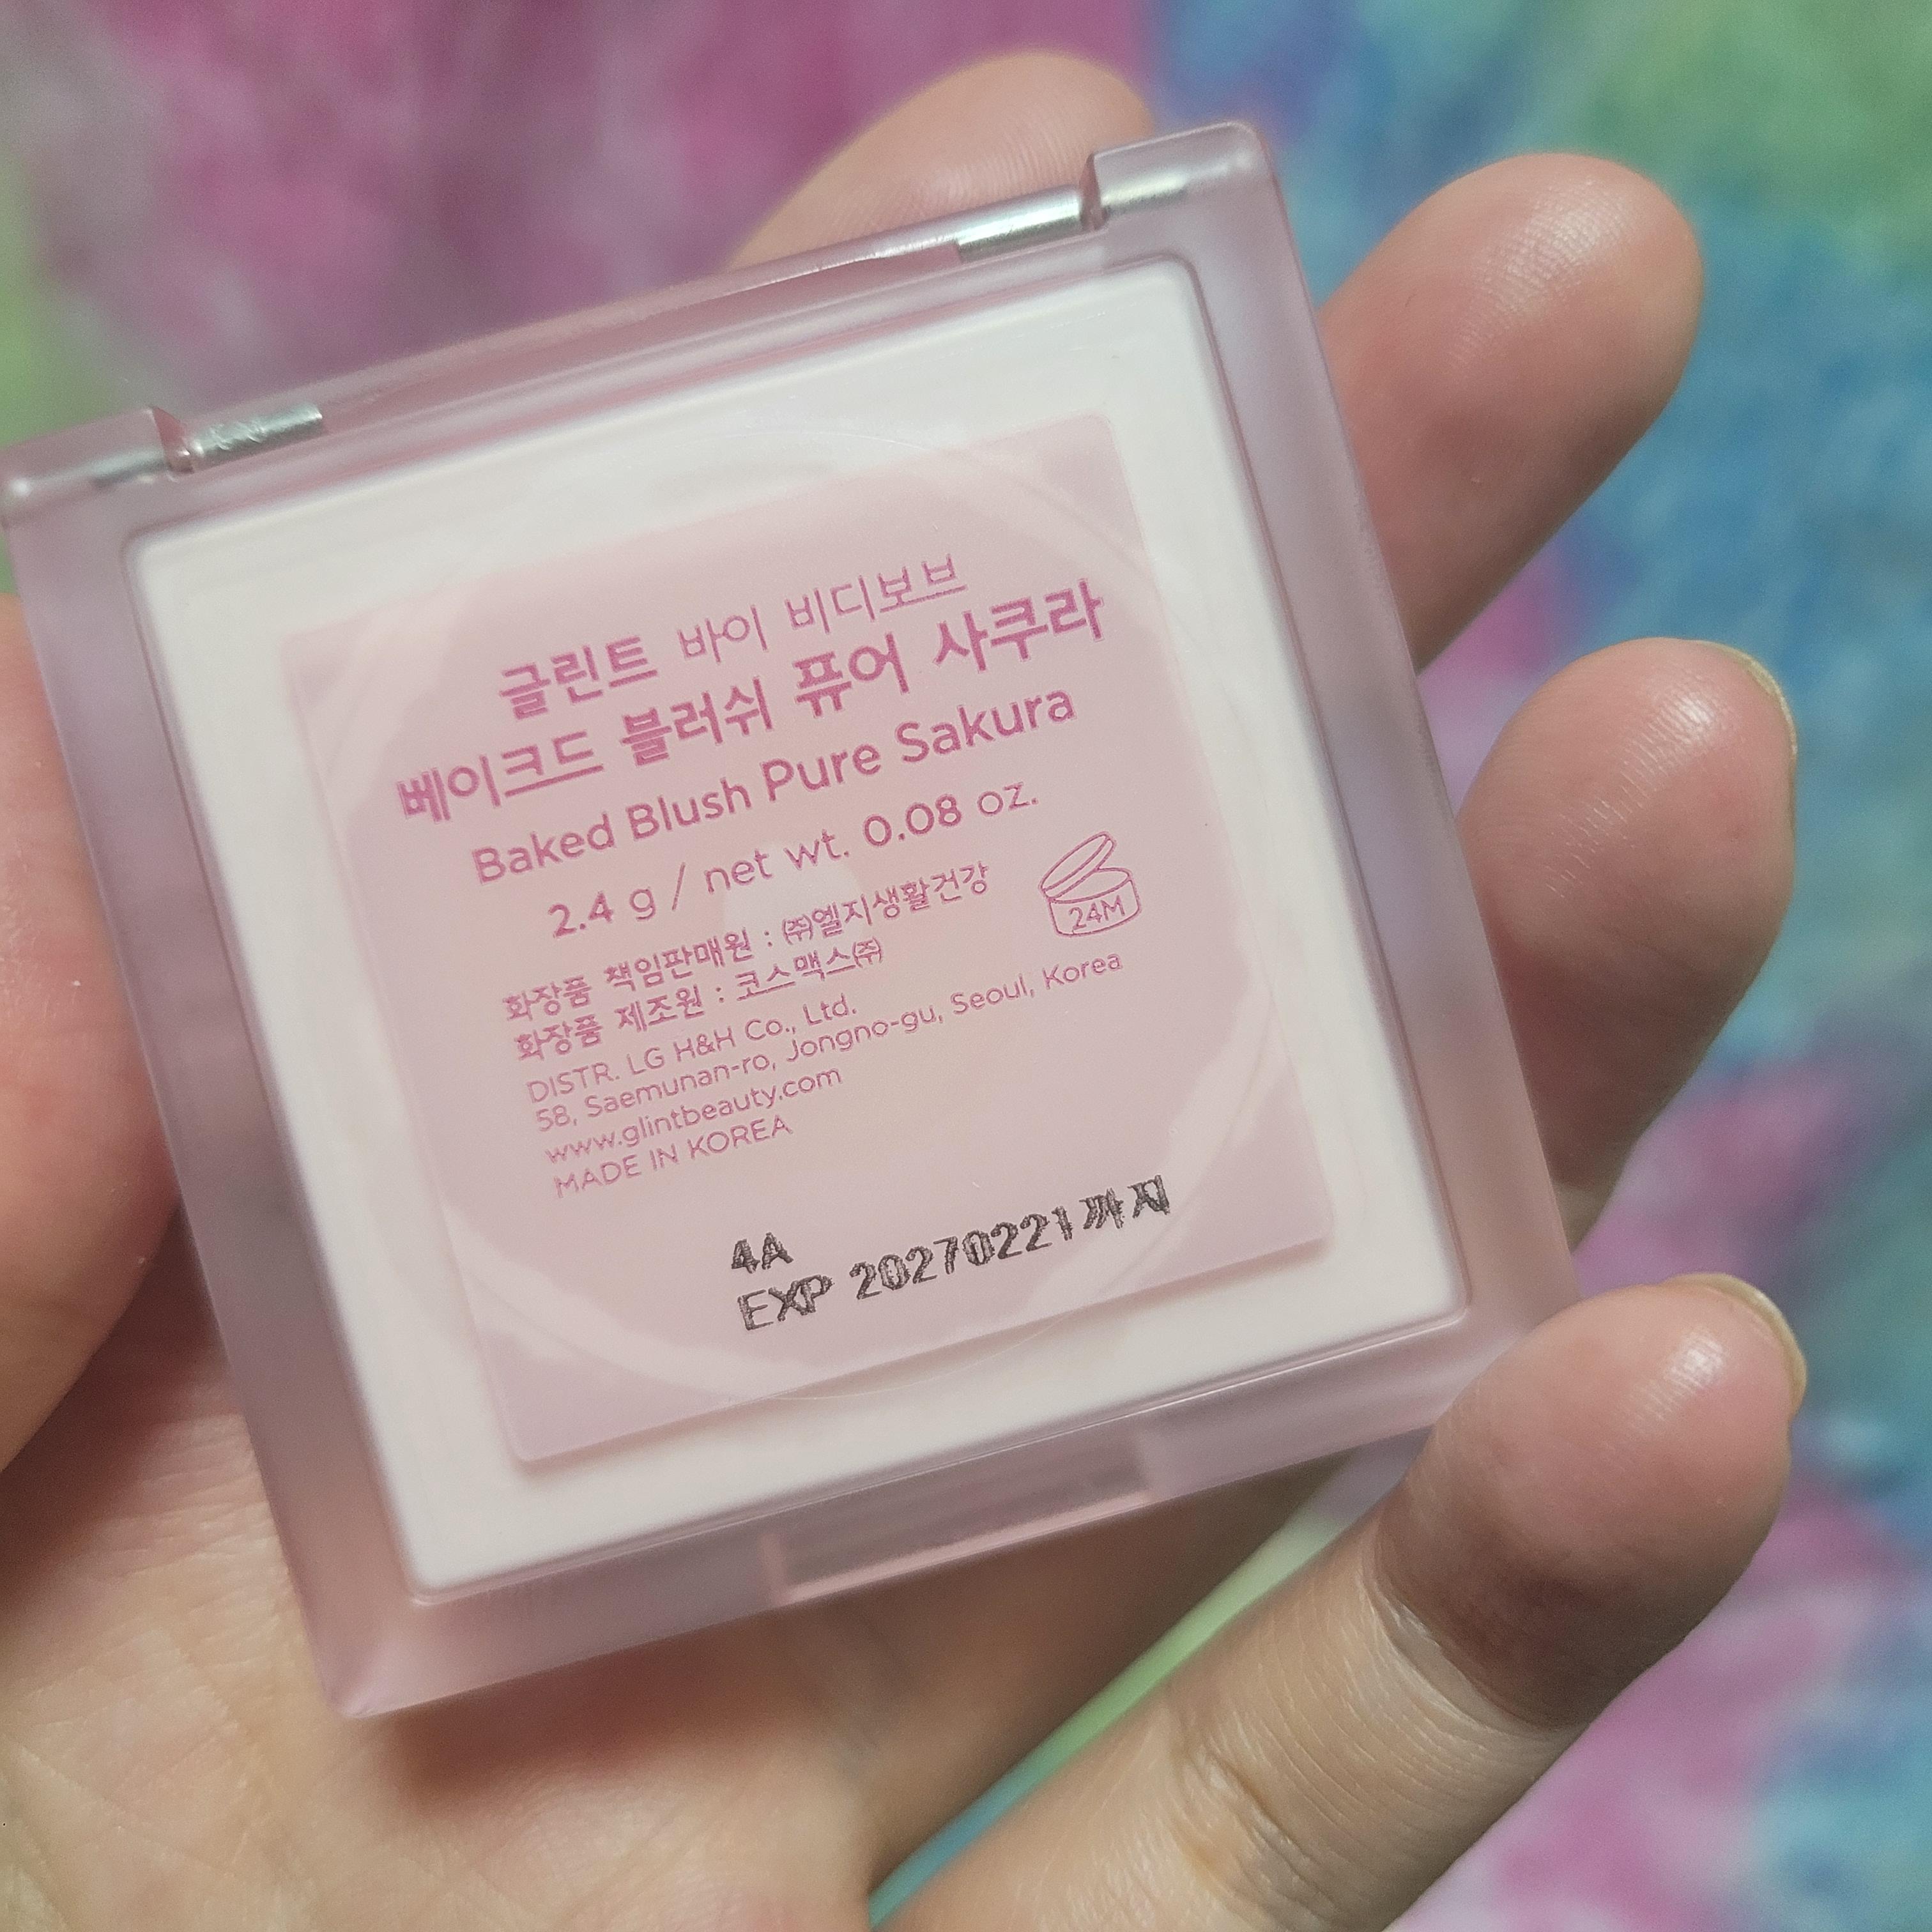 글린트 바이 비디보브
베이크드 블러쉬 퓨어 사쿠라
Baked Blush Pure Sakura
2.4 g / net wt. 0.08 oz.
화장품 책임판매원 : ㈜엘지생활건강
화장품 제조원 : 코스맥스㈜
24M
DISTR. LG H&H Co., Ltd.
58, Saemunan-ro, Jongno-gu, Seoul, Korea
www.glintbeauty.com
MADE IN KOREA
4A
EXP 20270221까지